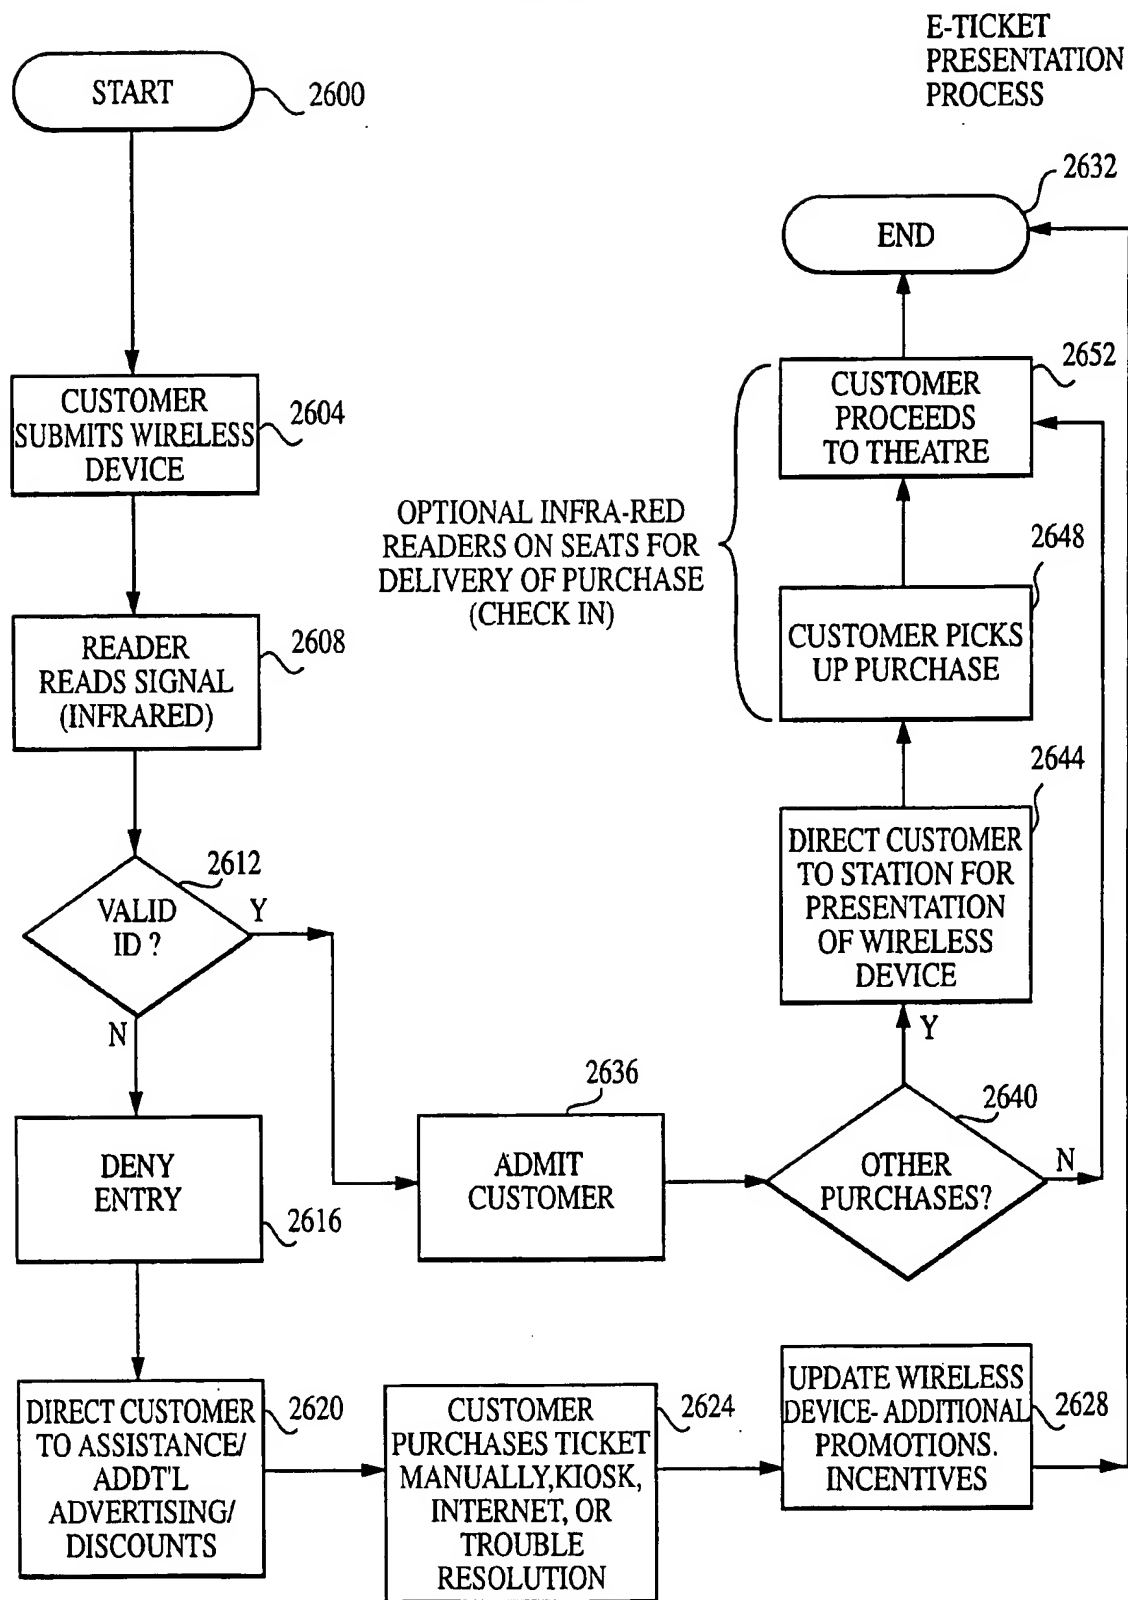 E-TICKET
PRESENTATION
PROCESS
START
2600
CUSTOMER
SUBMITS WIRELESS
DEVICE
2604
READER
READS SIGNAL
(INFRARED)
2608
VALID
ID ?
2612
Y
N
DENY
ENTRY
2616
DIRECT CUSTOMER
TO ASSISTANCE/
ADDT'L
ADVERTISING/
DISCOUNTS
2620
CUSTOMER
PURCHASES TICKET
MANUALLY,KIOSK,
INTERNET, OR
TROUBLE
RESOLUTION
2624
UPDATE WIRELESS
DEVICE- ADDITIONAL
PROMOTIONS.
INCENTIVES
2628
ADMIT
CUSTOMER
2636
OTHER
PURCHASES?
2640
N
Y
DIRECT CUSTOMER
TO STATION FOR
PRESENTATION
OF WIRELESS
DEVICE
2644
CUSTOMER PICKS
UP PURCHASE
2648
OPTIONAL INFRA-RED
READERS ON SEATS FOR
DELIVERY OF PURCHASE
(CHECK IN)
CUSTOMER
PROCEEDS
TO THEATRE
2652
END
2632